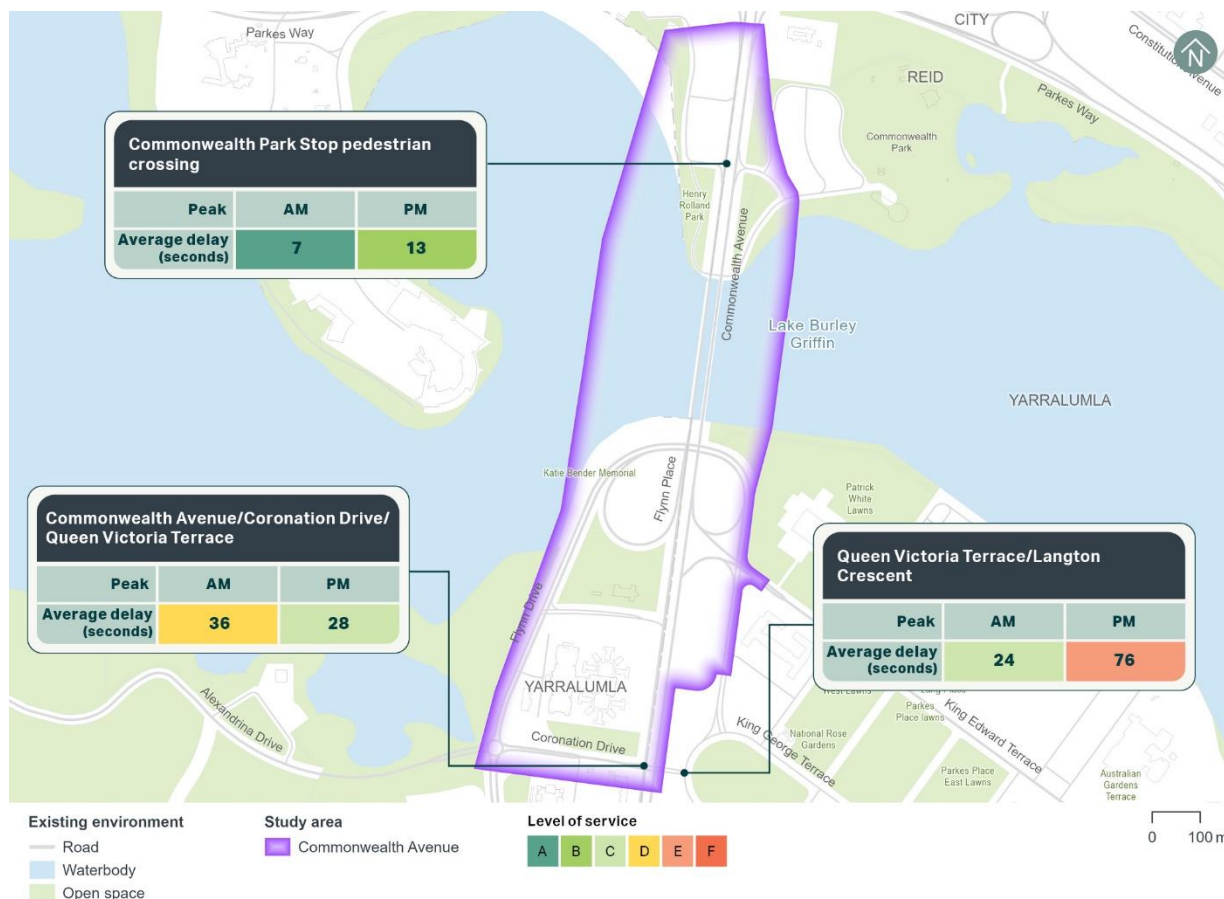 Parkes Way
CITY
Constitution Avenue
N
REID
Parkes Way
Commonwealth
Park
Commonwealth Park Stop pedestrian
crossing
Peak AM PM
Average delay
(seconds) 7 13
Henry
Rolland
Park
Commonwealth Avenue
Lake Burley
Griffin
YARRALUMLA
Katie Bender Memorial
Flynn Place
Patrick
White
Lawns
Commonwealth Avenue/Coronation Drive/
Queen Victoria Terrace
Peak AM PM
Average delay
(seconds) 36 28
Queen Victoria Terrace/Langton
Crescent
Peak AM PM
Average delay
(seconds) 24 76
Flynn Drive
YARRALUMLA
West Lawns
Parkes
Place lawns
King Edward Terrace
Alexandrina Drive
Coronation Drive
King George Terrace
National Rose
Gardens
Parkes Place
East Lawns
Australian
Gardens
Terrace
Existing environment
Road
Waterbody
Open space
Study area
Commonwealth Avenue
Level of service
A B C D E F
0 100 m